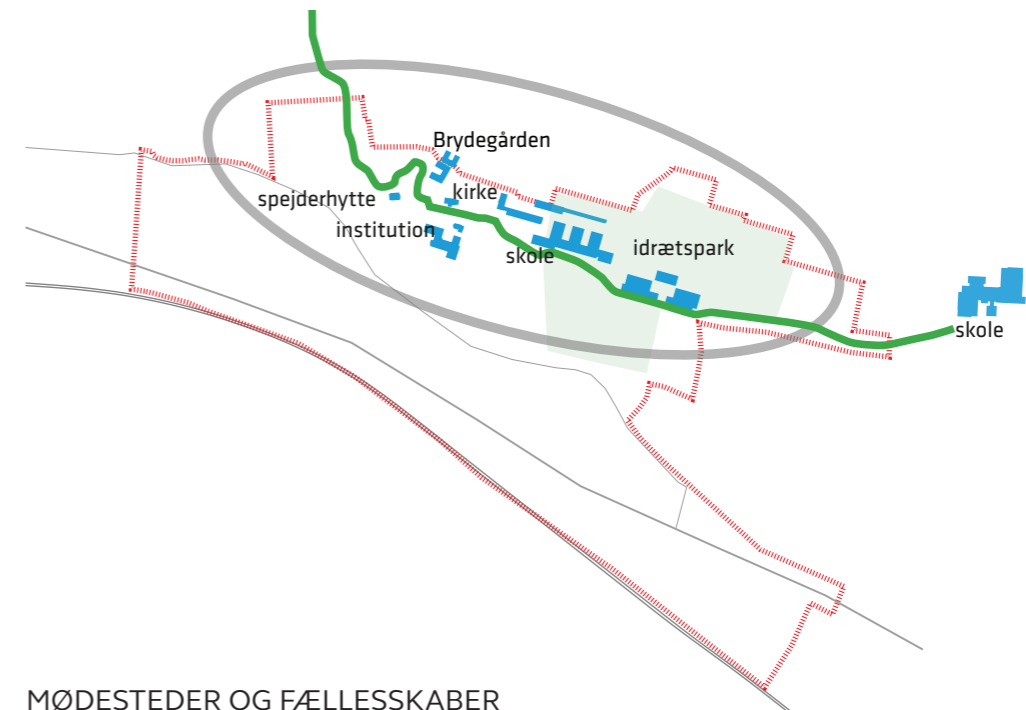 Brydegården
spejderhytte
kirke
institution
skole
idrætspark
skole
MØDESTEDER OG FÆLLESSKABER